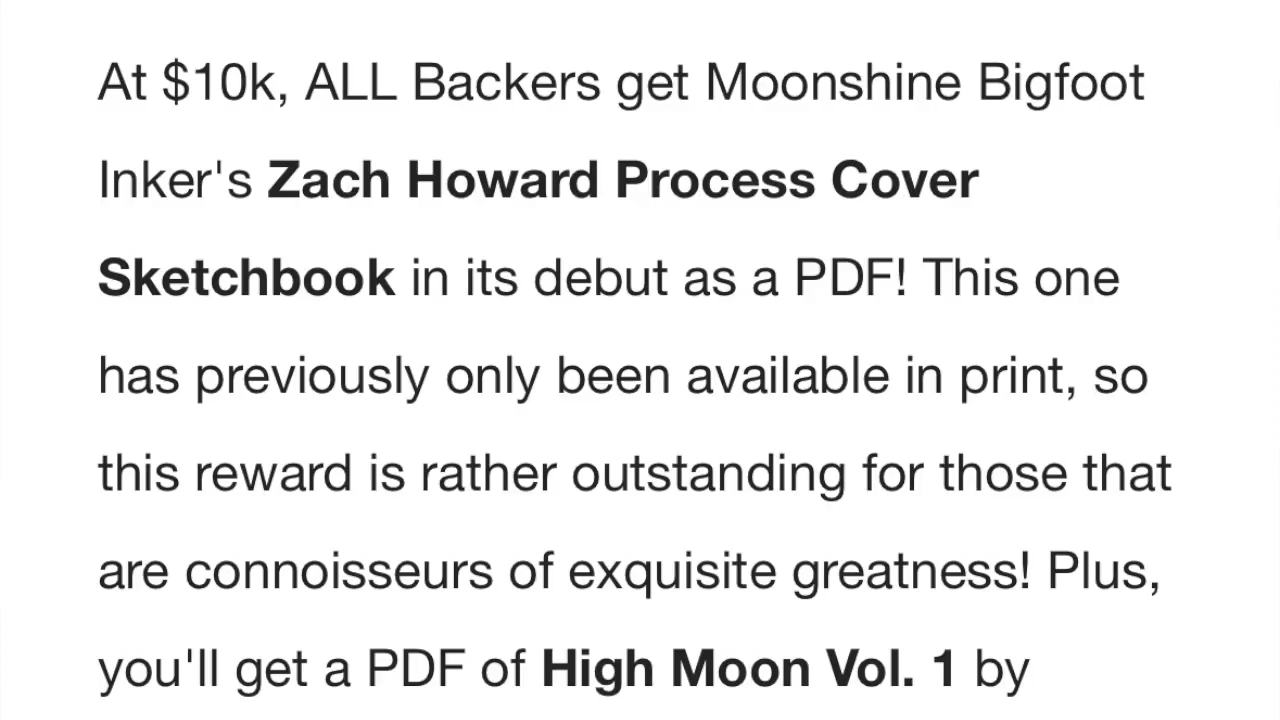 At $10k, ALL Backers get Moonshine Bigfoot
Inker's Zach Howard Process Cover
Sketchbook in its debut as a PDF! This one
has previously only been available in print, so
this reward is rather outstanding for those that
are connoisseurs of exquisite greatness! Plus,
you'll get a PDF of High Moon Vol. 1 by